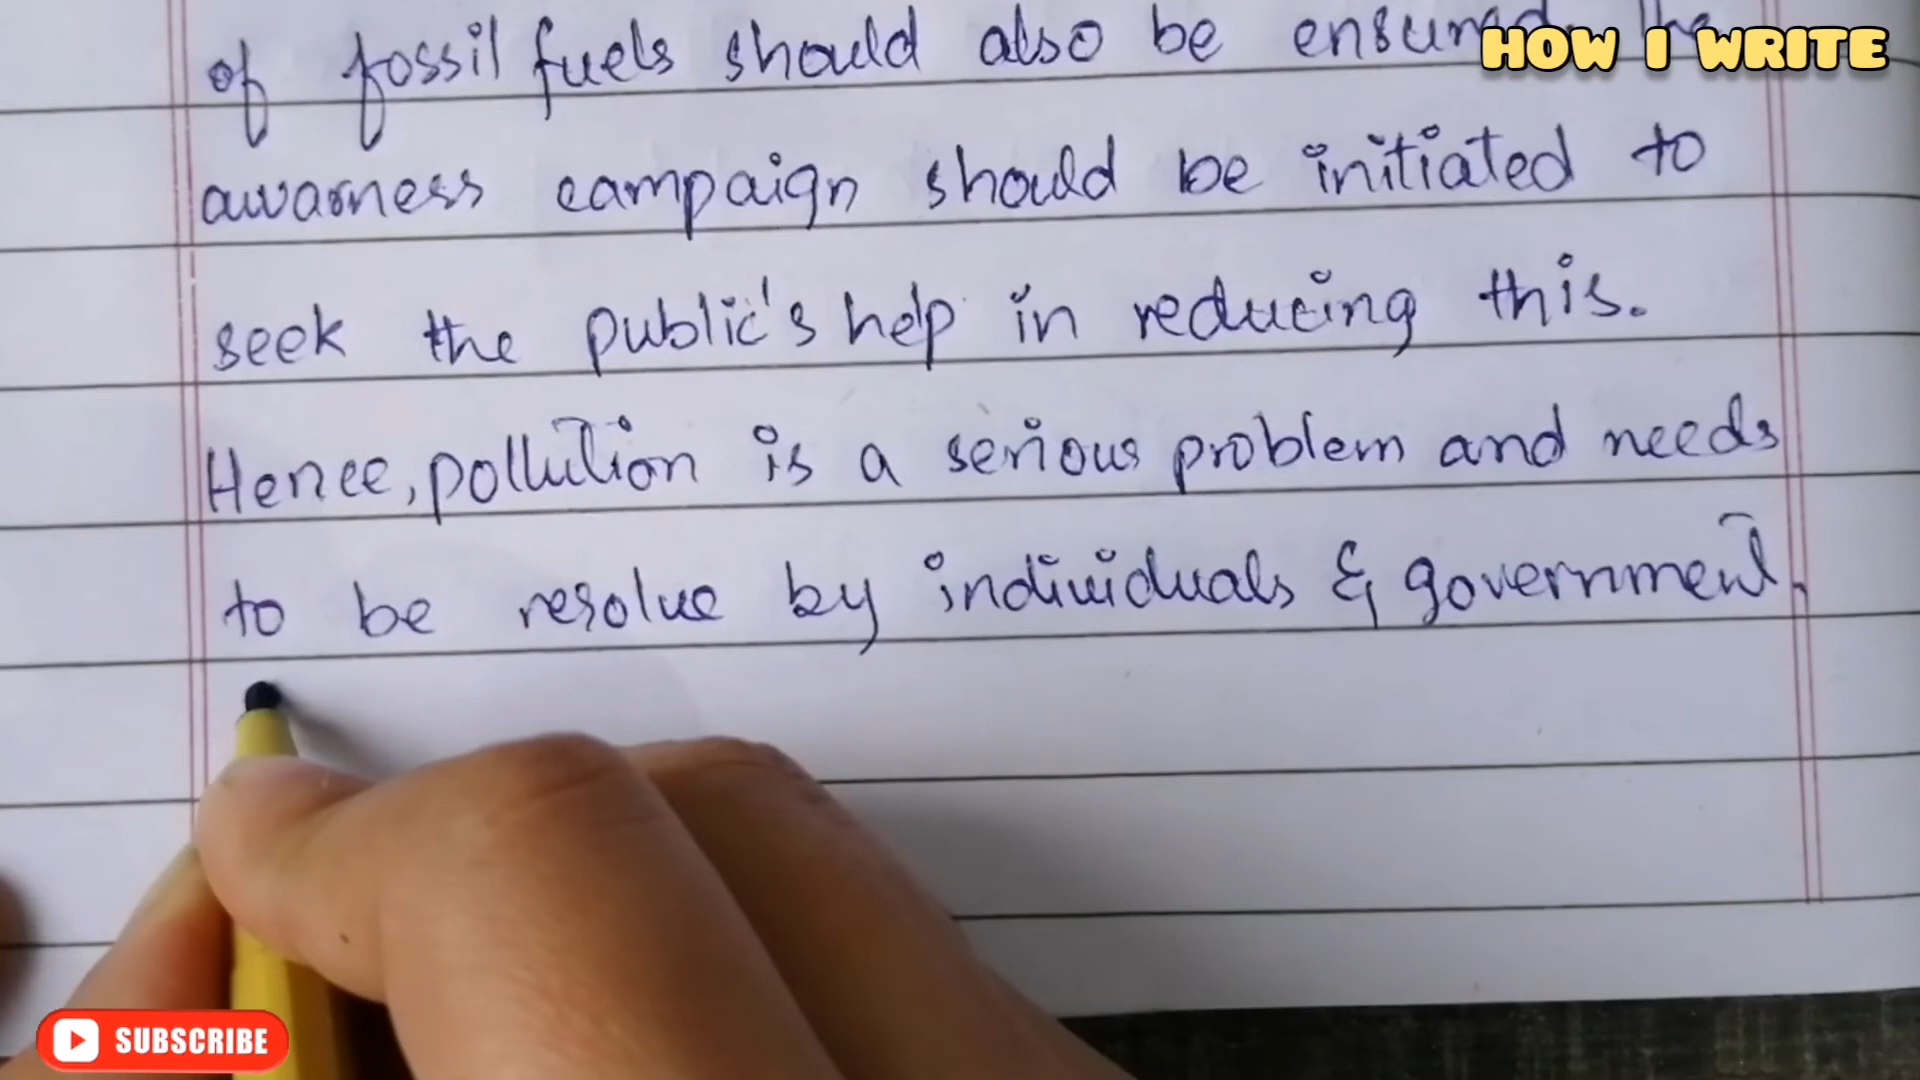 of fossil fuels should also be ensured
HOW I WRITE
awarness campaign should be initiated to
seek the public's help in reducing this.
Hence, pollution is a serious problem and needs
to be resolve by individuals & government.
SUBSCRIBE